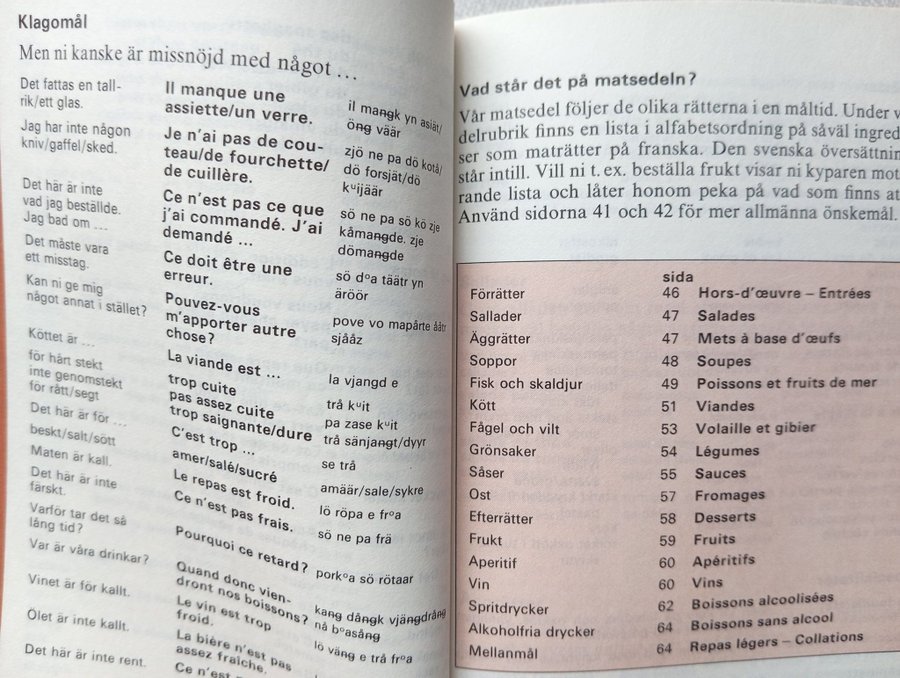 Klagomål
Men ni kanske är missnöjd med något ...
Det fattas en tall-
rik/ett glas.
Il manque une
assiette/un verre.
il mangk yn asiät/
öng väär
Jag har inte någon
kniv/gaffel/sked.
Je n'ai pas de cou-
teau/de fourchette/
de cuillère.
zjö ne pa dö kotå/
dö forsjät/dö
kᵘijäär
Det här är inte
vad jag beställde.
Jag bad om ...
Ce n'est pas ce que
j'ai commandé. J'ai
demandé ...
sö ne pa sö kö zje
kåmangde. zje
dömangde
Det måste vara
ett misstag.
Ce doit être une
erreur.
sö dᵒa täätr yn
äröör
Kan ni ge mig
något annat i stället?
Pouvez-vous
m'apporter autre
chose?
pove vo mapårte ååtr
sjååz
Köttet är ...
La viande est ...
la vjangd e
för hårt stekt
trop cuite
trå kᵘit
inte genomstekt
pas assez cuite
pa zase kᵘit
för rått/segt
trop saignante/dure
trå sänjangt/dyyr
Det här är för ...
C'est trop ...
se trå
beskt/salt/sött
amer/salé/sucré
amäär/sale/sykre
Maten är kall.
Le repas est froid.
lö röpa e frᵒa
Det här är inte
färskt.
Ce n'est pas frais.
sö ne pa frä
Varför tar det så
lång tid?
Pourquoi ce retard?
porkᵒa sö rötaar
Var är våra drinkar?
Quand donc vien-
dront nos boissons?
kang dångk vjängdrång
nå bᵒasång
Vinet är för kallt.
Le vin est trop
froid.
lö väng e trå frᵒa
Ölet är inte kallt.
La bière n'est pas
assez fraîche.
Det här är inte rent.
Ce n'est pas
Vad står det på matsedeln?
Vår matsedel följer de olika rätterna i en måltid. Under v
delrubrik finns en lista i alfabetsordning på såväl ingred
ser som maträtter på franska. Den svenska översättnin
står intill. Vill ni t. ex. beställa frukt visar ni kyparen mot
rande lista och låter honom peka på vad som finns at
Använd sidorna 41 och 42 för mer allmänna önskemål.
sida
Förrätter 46 Hors-d'œuvre – Entrées
Sallader 47 Salades
Äggrätter 47 Mets à base d'œufs
Soppor 48 Soupes
Fisk och skaldjur 49 Poissons et fruits de mer
Kött 51 Viandes
Fågel och vilt 53 Volaille et gibier
Grönsaker 54 Légumes
Såser 55 Sauces
Ost 57 Fromages
Efterrätter 58 Desserts
Frukt 59 Fruits
Aperitif 60 Apéritifs
Vin 60 Vins
Spritdrycker 62 Boissons alcoolisées
Alkoholfria drycker 64 Boissons sans alcool
Mellanmål 64 Repas légers – Collations